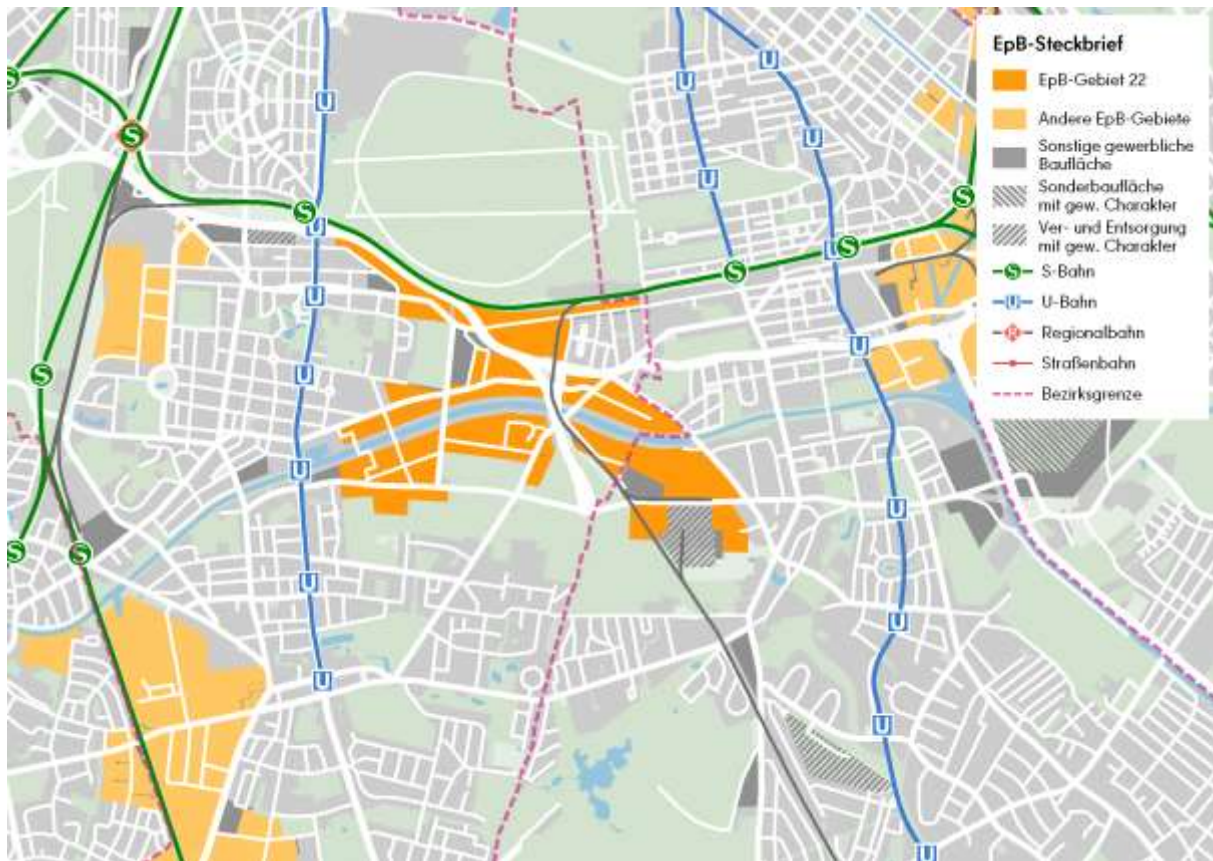 EpB-Steckbrief
EpB-Gebiet 22
Andere EpB-Gebiete
Sonstige gewerbliche
Baufläche
Sonderbaufläche
mit gew. Charakter
Ver- und Entsorgung
mit gew. Charakter
S S-Bahn
U U-Bahn
R Regionalbahn
Straßenbahn
Bezirksgrenze